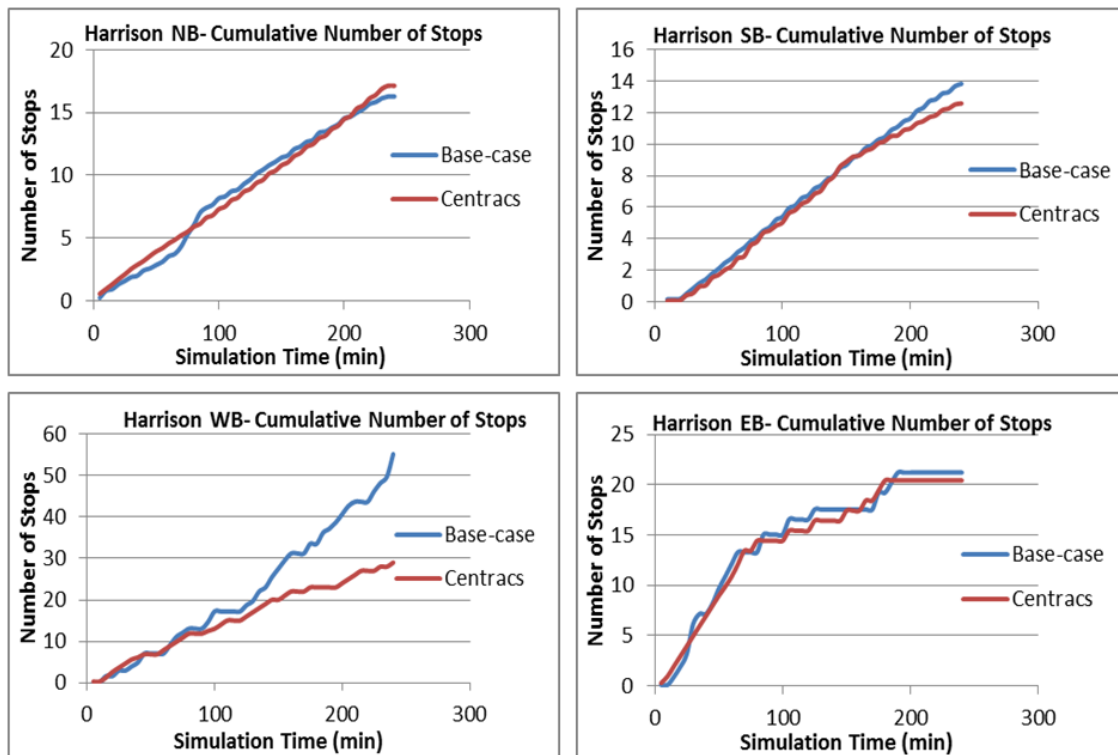 Harrison NB- Cumulative Number of Stops
Number of Stops
20
15
10
5
0
0 100 200 300
Simulation Time (min)
Base-case
Centracs
Harrison SB- Cumulative Number of Stops
Number of Stops
16
14
12
10
8
6
4
2
0
0 100 200 300
Simulation Time (min)
Base-case
Centracs
Harrison WB- Cumulative Number of Stops
Number of Stops
60
50
40
30
20
10
0
0 100 200 300
Simulation Time (min)
Base-case
Centracs
Harrison EB- Cumulative Number of Stops
Number of Stops
25
20
15
10
5
0
0 100 200 300
Simulation Time (min)
Base-case
Centracs